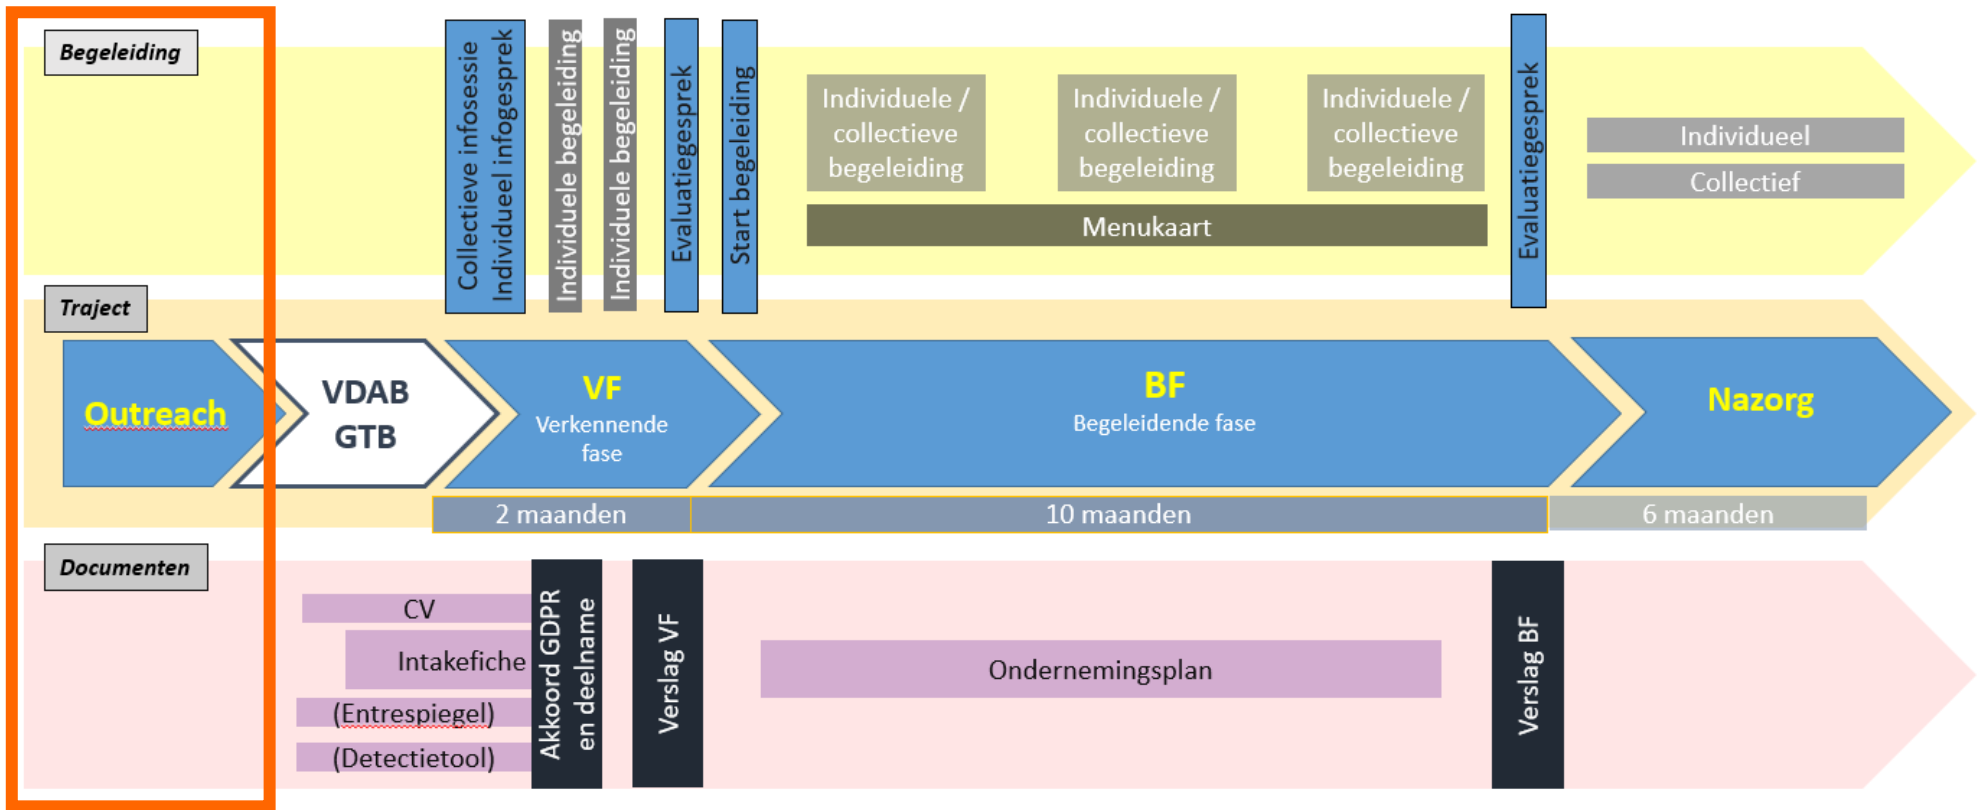 Begeleiding
Collectieve infosessie
Individueel infogesprek
Individuele begeleiding
Individuele begeleiding
Evaluatiegesprek
Start begeleiding
Individuele /
collectieve
begeleiding
Individuele /
collectieve
begeleiding
Individuele /
collectieve
begeleiding
Menukaart
Evaluatiegesprek
Individueel
Collectief
Traject
Outreach
VDAB
GTB
VF
Verkennende
fase
BF
Begeleidende fase
Nazorg
2 maanden
10 maanden
6 maanden
Documenten
CV
Intakefiche
(Entrespiegel)
(Detectietool)
Akkoord GDPR
en deelname
Verslag VF
Ondernemingsplan
Verslag BF